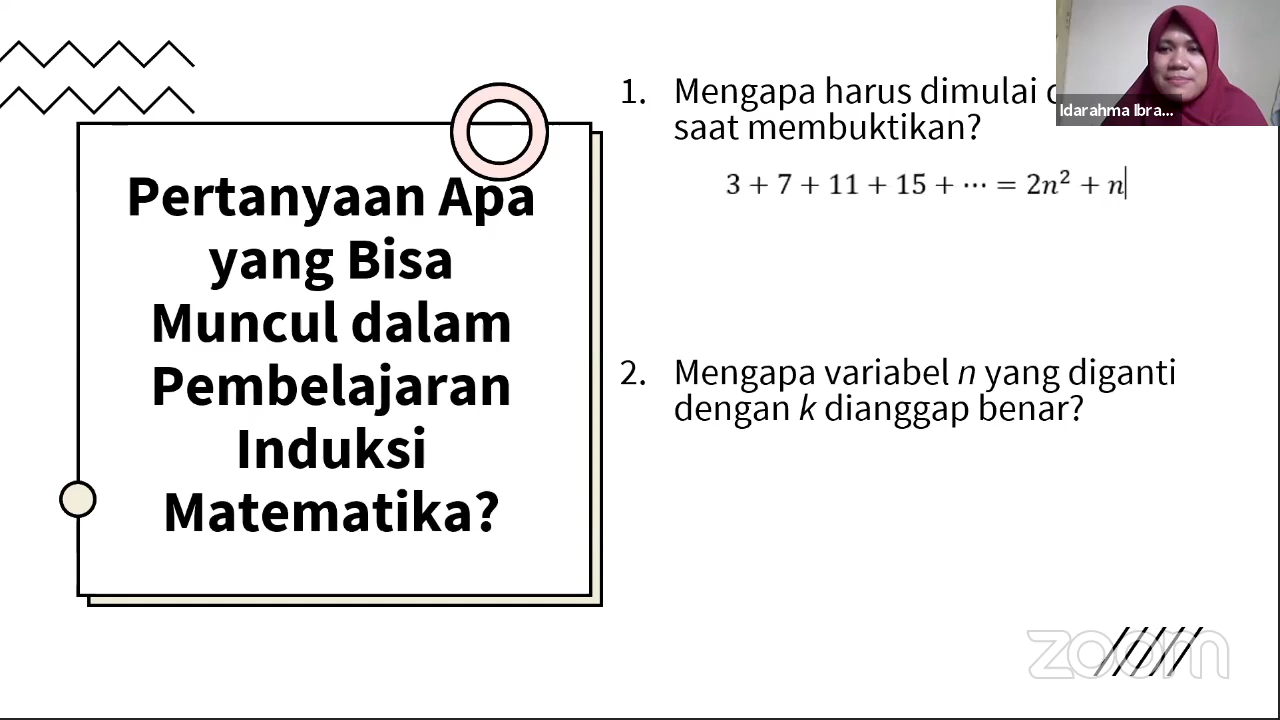 Pertanyaan Apa
yang Bisa
Muncul dalam
Pembelajaran
Induksi
Matematika?
1. Mengapa harus dimulai
saat membuktikan?
3 + 7 + 11 + 15 + ⋯ = 2n² + n
2. Mengapa variabel n yang diganti
dengan k dianggap benar?
Idarahma Ibra...
zoom